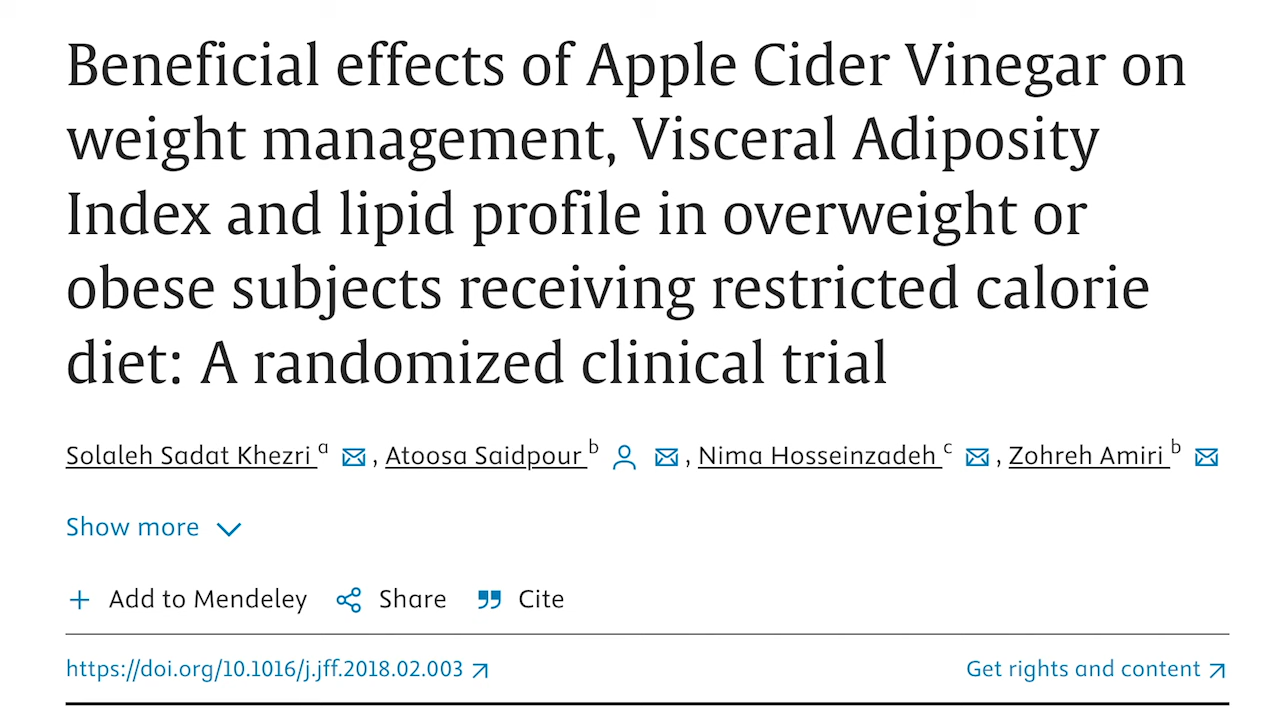 Beneficial effects of Apple Cider Vinegar on
weight management, Visceral Adiposity
Index and lipid profile in overweight or
obese subjects receiving restricted calorie
diet: A randomized clinical trial
Solaleh Sadat Khezri a , Atoosa Saidpour b , Nima Hosseinzadeh c , Zohreh Amiri b
Show more
Add to Mendeley Share Cite
https://doi.org/10.1016/j.jff.2018.02.003 Get rights and content